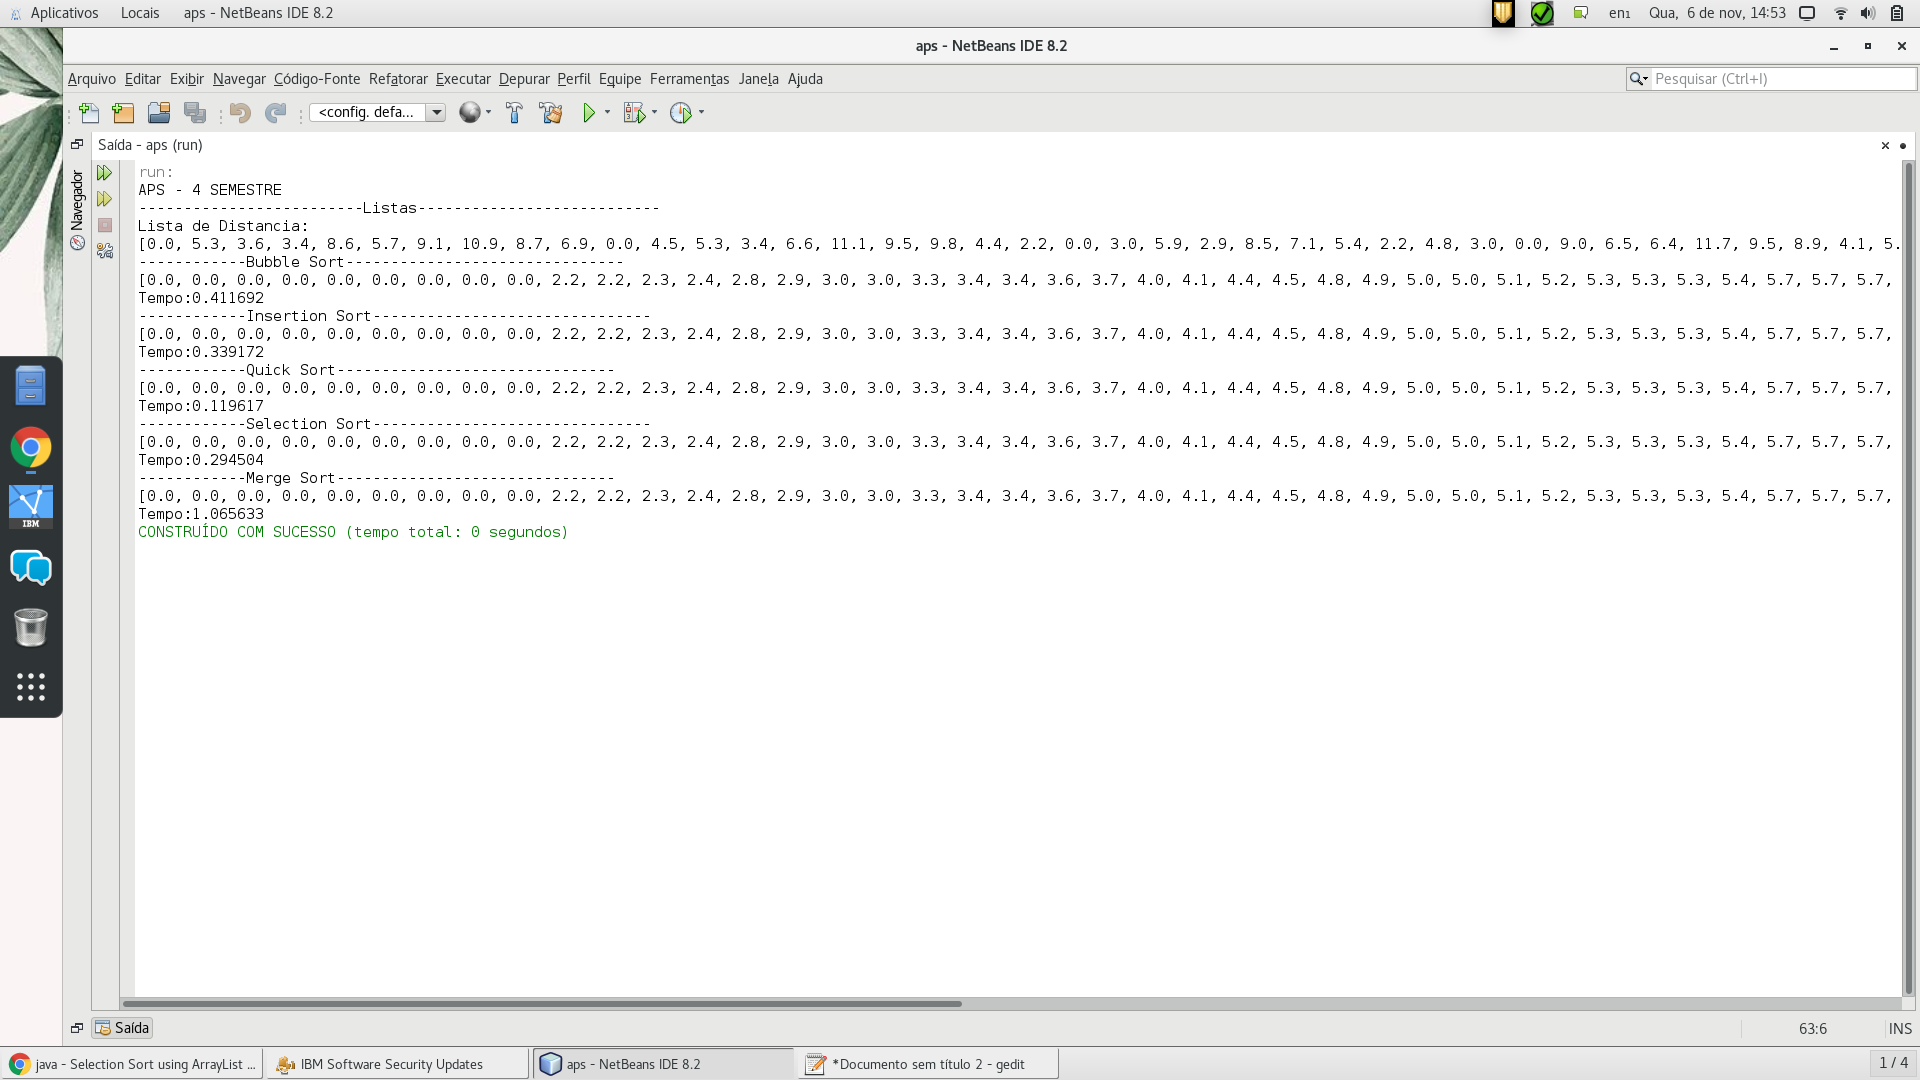 Aplicativos Locais aps - NetBeans IDE 8.2 en₁ Qua, 6 de nov, 14:53
aps - NetBeans IDE 8.2
Arquivo Editar Exibir Navegar Código-Fonte Refatorar Executar Depurar Perfil Equipe Ferramentas Janela Ajuda Pesquisar (Ctrl+I)
<config. defa...
Saída - aps (run)
Navegador
run:
APS - 4 SEMESTRE
-------------------------Listas---------------------------
Lista de Distancia:
[0.0, 5.3, 3.6, 3.4, 8.6, 5.7, 9.1, 10.9, 8.7, 6.9, 0.0, 4.5, 5.3, 3.4, 6.6, 11.1, 9.5, 9.8, 4.4, 2.2, 0.0, 3.0, 5.9, 2.9, 8.5, 7.1, 5.4, 2.2, 4.8, 3.0, 0.0, 9.0, 6.5, 6.4, 11.7, 9.5, 8.9, 4.1, 5.
------------Bubble Sort-------------------------------
[0.0, 0.0, 0.0, 0.0, 0.0, 0.0, 0.0, 0.0, 0.0, 2.2, 2.2, 2.3, 2.4, 2.8, 2.9, 3.0, 3.0, 3.3, 3.4, 3.4, 3.6, 3.7, 4.0, 4.1, 4.4, 4.5, 4.8, 4.9, 5.0, 5.0, 5.1, 5.2, 5.3, 5.3, 5.3, 5.4, 5.7, 5.7, 5.7,
Tempo:0.411692
------------Insertion Sort-------------------------------
[0.0, 0.0, 0.0, 0.0, 0.0, 0.0, 0.0, 0.0, 0.0, 2.2, 2.2, 2.3, 2.4, 2.8, 2.9, 3.0, 3.0, 3.3, 3.4, 3.4, 3.6, 3.7, 4.0, 4.1, 4.4, 4.5, 4.8, 4.9, 5.0, 5.0, 5.1, 5.2, 5.3, 5.3, 5.3, 5.4, 5.7, 5.7, 5.7,
Tempo:0.339172
------------Quick Sort-------------------------------
[0.0, 0.0, 0.0, 0.0, 0.0, 0.0, 0.0, 0.0, 0.0, 2.2, 2.2, 2.3, 2.4, 2.8, 2.9, 3.0, 3.0, 3.3, 3.4, 3.4, 3.6, 3.7, 4.0, 4.1, 4.4, 4.5, 4.8, 4.9, 5.0, 5.0, 5.1, 5.2, 5.3, 5.3, 5.3, 5.4, 5.7, 5.7, 5.7,
Tempo:0.119617
------------Selection Sort-------------------------------
[0.0, 0.0, 0.0, 0.0, 0.0, 0.0, 0.0, 0.0, 0.0, 2.2, 2.2, 2.3, 2.4, 2.8, 2.9, 3.0, 3.0, 3.3, 3.4, 3.4, 3.6, 3.7, 4.0, 4.1, 4.4, 4.5, 4.8, 4.9, 5.0, 5.0, 5.1, 5.2, 5.3, 5.3, 5.3, 5.4, 5.7, 5.7, 5.7,
Tempo:0.294504
------------Merge Sort-------------------------------
[0.0, 0.0, 0.0, 0.0, 0.0, 0.0, 0.0, 0.0, 0.0, 2.2, 2.2, 2.3, 2.4, 2.8, 2.9, 3.0, 3.0, 3.3, 3.4, 3.4, 3.6, 3.7, 4.0, 4.1, 4.4, 4.5, 4.8, 4.9, 5.0, 5.0, 5.1, 5.2, 5.3, 5.3, 5.3, 5.4, 5.7, 5.7, 5.7,
Tempo:1.065633
CONSTRUÍDO COM SUCESSO (tempo total: 0 segundos)
IBM
Saída 63:6 INS
java - Selection Sort using ArrayList ... IBM Software Security Updates aps - NetBeans IDE 8.2 *Documento sem título 2 - gedit 1 / 4